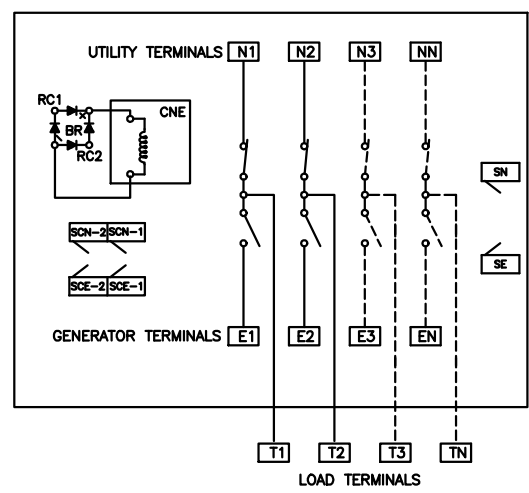 UTILITY TERMINALS N1 N2 N3 NN
RC1
CNE
BR
RC2
SN
SCN-2 SCN-1
SE
SCE-2 SCE-1
GENERATOR TERMINALS E1 E2 E3 EN
T1 T2 T3 TN
LOAD TERMINALS